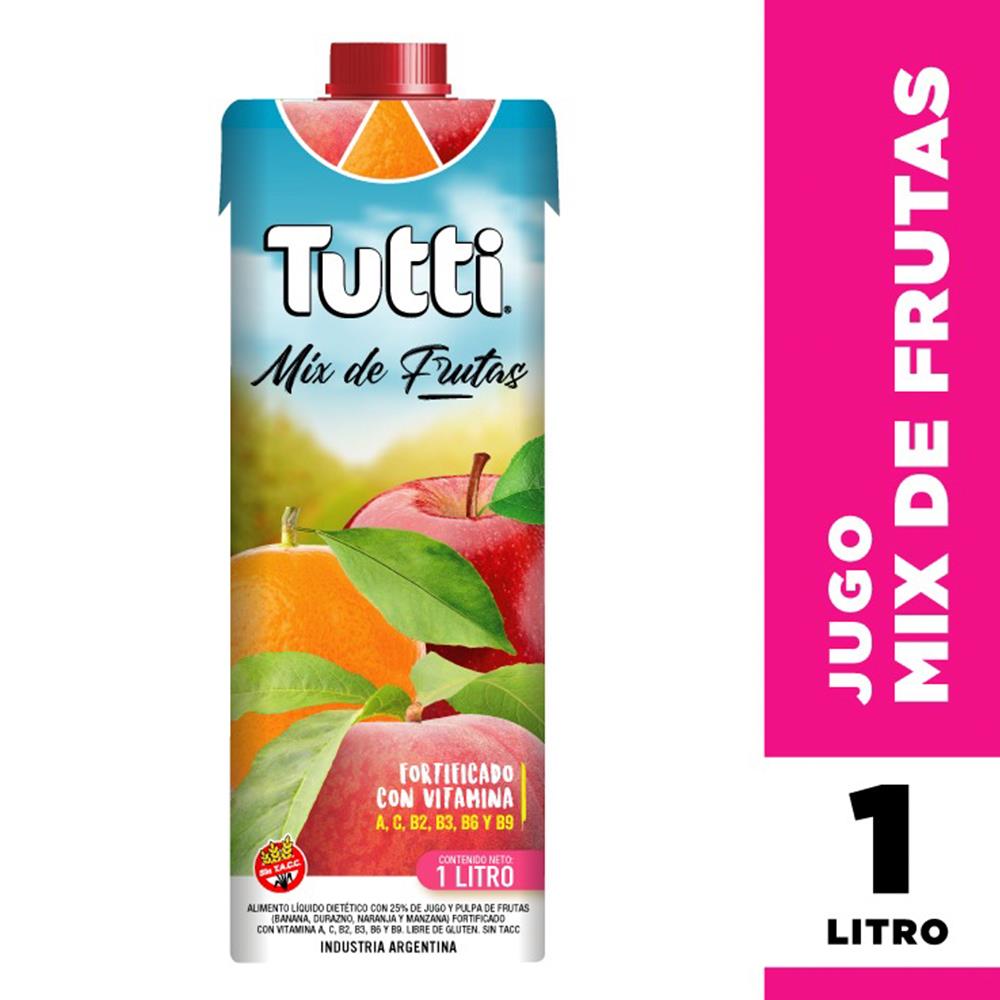 Tutti®
Mix de Frutas
FORTIFICADO
CON VITAMINA
A, C, B2, B3, B6 Y B9
Sin T.A.C.C.
CONTENIDO NETO:
1 LITRO
ALIMENTO LÍQUIDO DIETÉTICO CON 25% DE JUGO Y PULPA DE FRUTAS
(BANANA, DURAZNO, NARANJA Y MANZANA) FORTIFICADO
CON VITAMINA A, C, B2, B3, B6 Y B9. LIBRE DE GLUTEN. SIN TACC
INDUSTRIA ARGENTINA
JUGO
MIX DE FRUTAS
1
LITRO